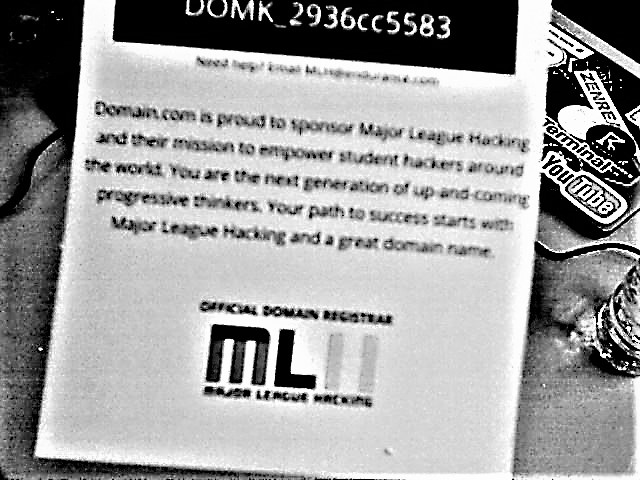 DOMK_2936cc5583
Need help? Email MLH@endurance.com
Domain.com is proud to sponsor Major League Hacking
and their mission to empower student hackers around
the world. You are the next generation of up-and-coming
progressive thinkers. Your path to success starts with
Major League Hacking and a great domain name.
OFFICIAL DOMAIN REGISTRAR
MLH
MAJOR LEAGUE HACKING
ZENREF
K
Terminal
YouTube